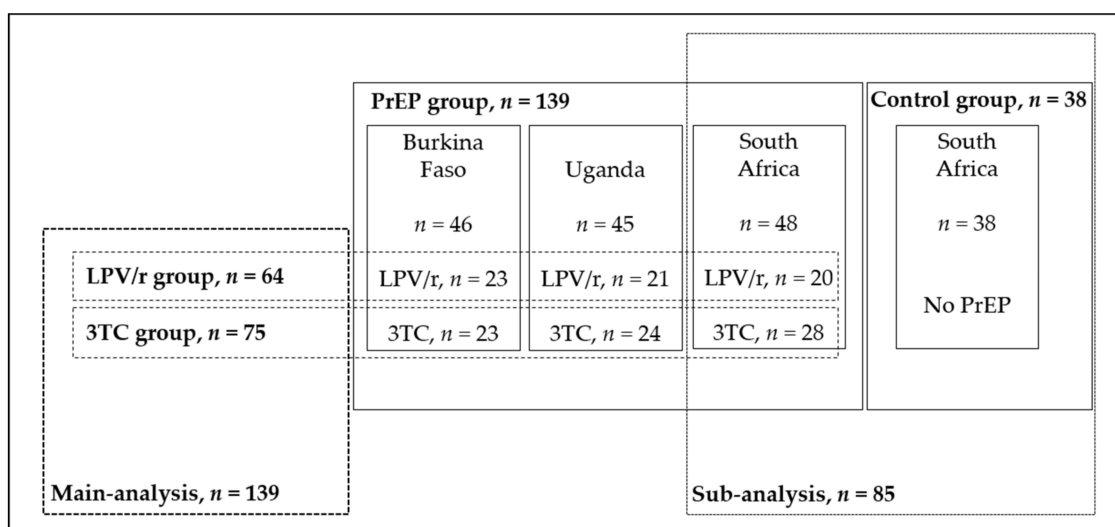 PrEP group, n = 139
Control group, n = 38
Burkina
Faso
n = 46
Uganda
n = 45
South
Africa
n = 48
South
Africa
n = 38
No PrEP
LPV/r group, n = 64
LPV/r, n = 23
LPV/r, n = 21
LPV/r, n = 20
3TC group, n = 75
3TC, n = 23
3TC, n = 24
3TC, n = 28
Main-analysis, n = 139
Sub-analysis, n = 85